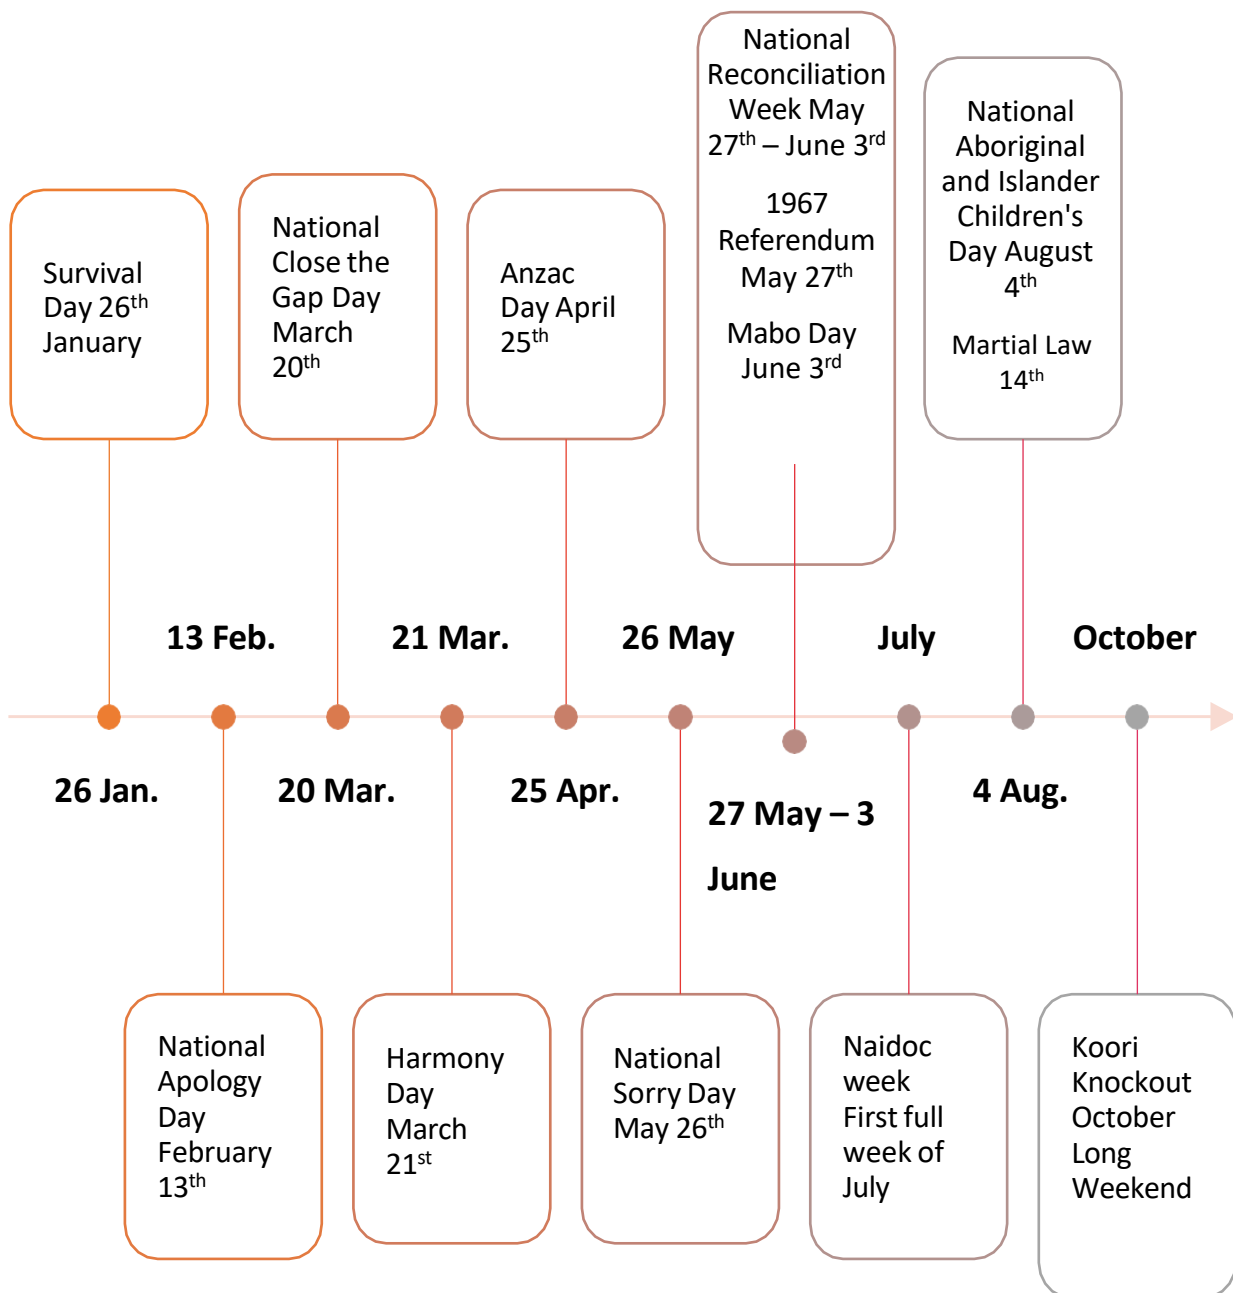 National
Reconciliation
Week May
27th – June 3rd
1967
Referendum
May 27th
Mabo Day
June 3rd
National
Aboriginal
and Islander
Children's
Day August
4th
Martial Law
14th
Survival
Day 26th
January
National
Close the
Gap Day
March
20th
Anzac
Day April
25th
13 Feb.
21 Mar.
26 May
July
October
26 Jan.
20 Mar.
25 Apr.
27 May – 3
June
4 Aug.
National
Apology
Day
February
13th
Harmony
Day
March
21st
National
Sorry Day
May 26th
Naidoc
week
First full
week of
July
Koori
Knockout
October
Long
Weekend